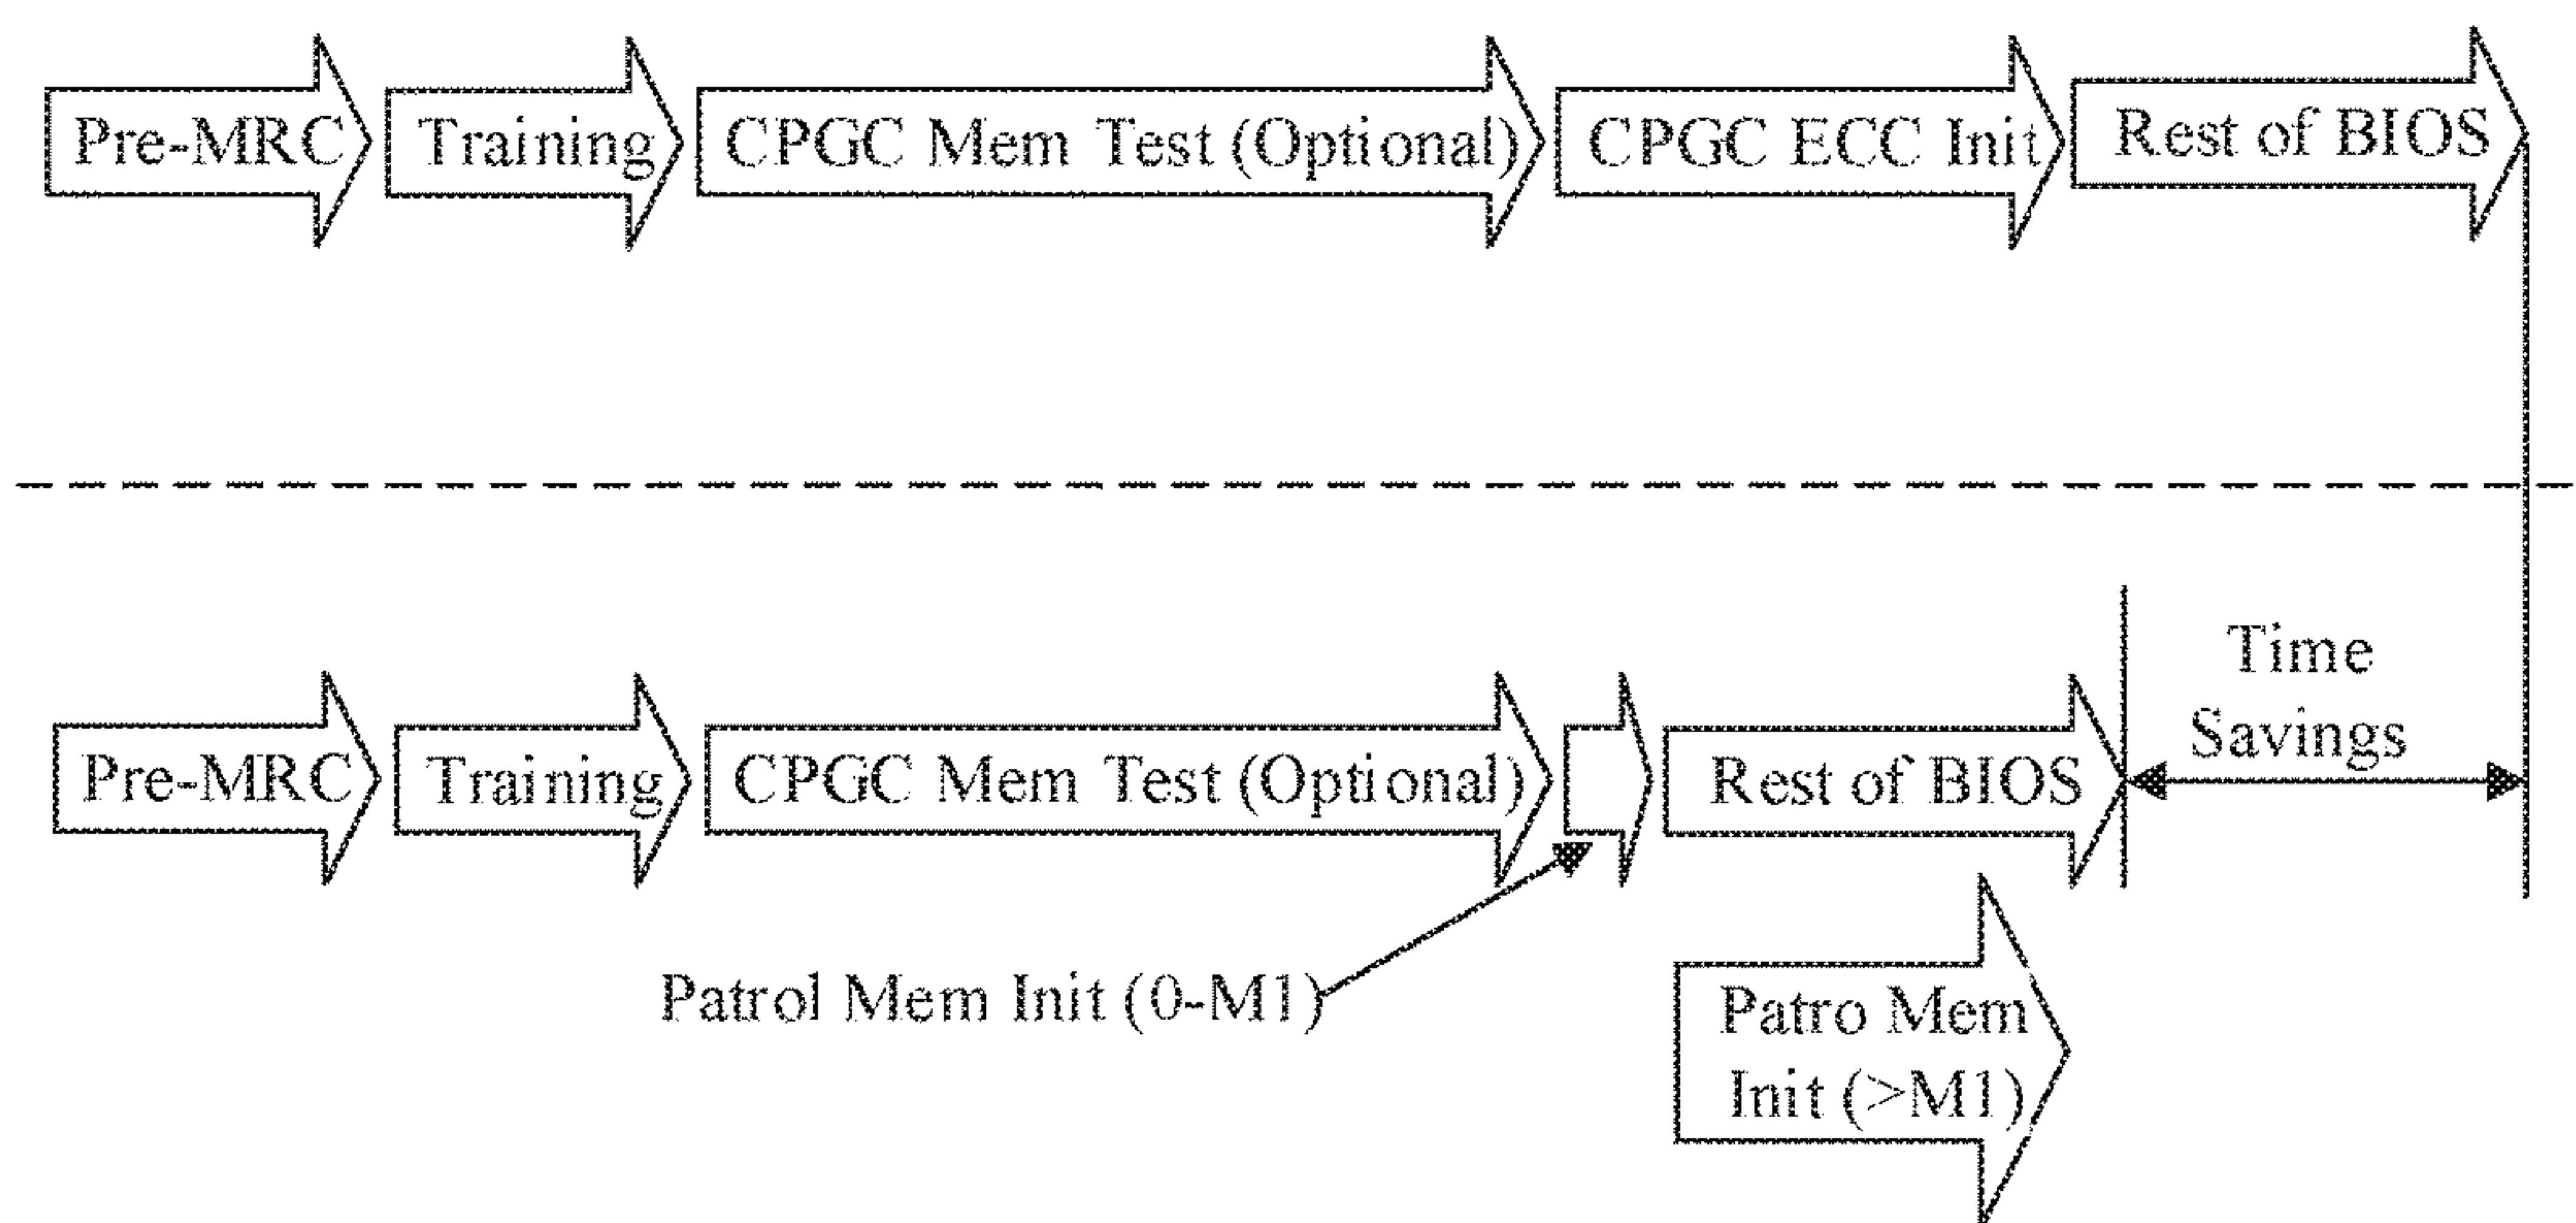 Pre-MRC
Training
CPGC Mem Test (Optional)
CPGC ECC Init
Rest of BIOS
Time
Savings
Pre-MRC
Training
CPGC Mem Test (Optional)
Rest of BIOS
Patrol Mem Init (0-M1)
Patro Mem
Init (>M1)